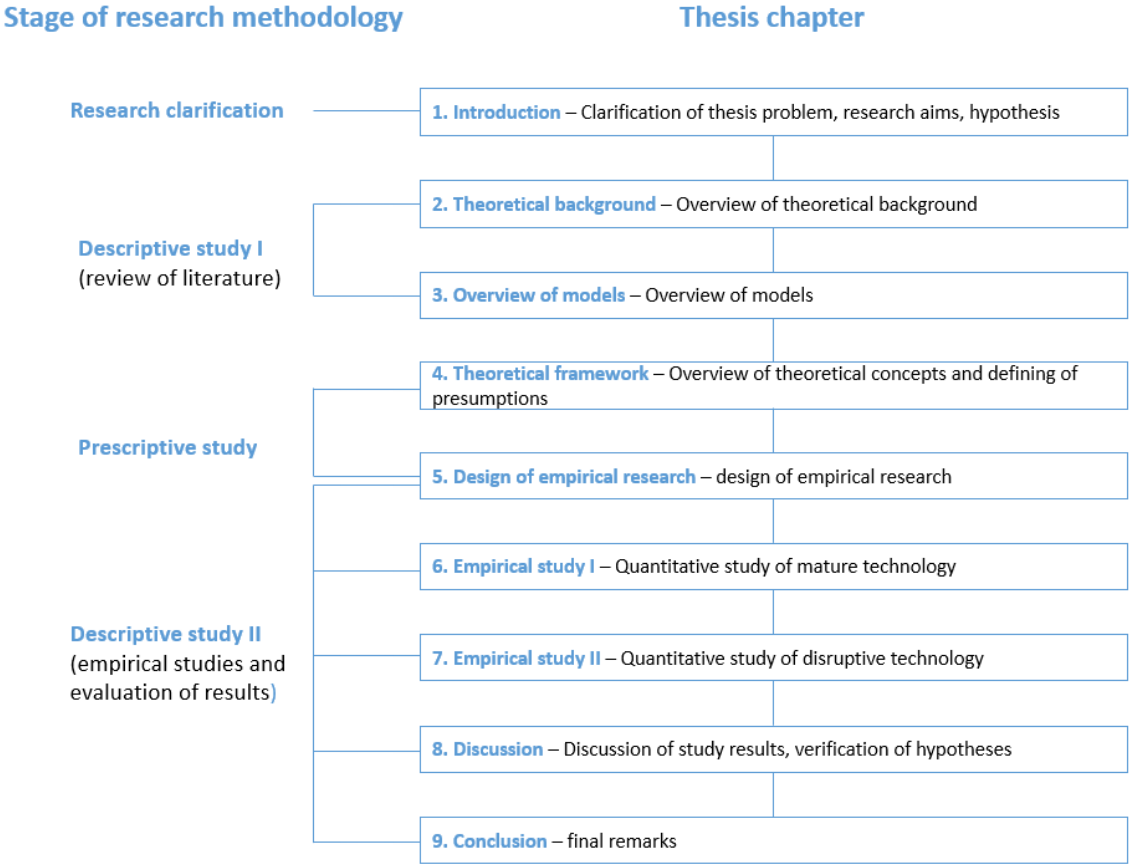 Stage of research methodology
Thesis chapter
Research clarification
1. Introduction – Clarification of thesis problem, research aims, hypothesis
2. Theoretical background – Overview of theoretical background
Descriptive study I
(review of literature)
3. Overview of models – Overview of models
4. Theoretical framework – Overview of theoretical concepts and defining of
presumptions
Prescriptive study
5. Design of empirical research – design of empirical research
6. Empirical study I – Quantitative study of mature technology
Descriptive study II
(empirical studies and
evaluation of results)
7. Empirical study II – Quantitative study of disruptive technology
8. Discussion – Discussion of study results, verification of hypotheses
9. Conclusion – final remarks